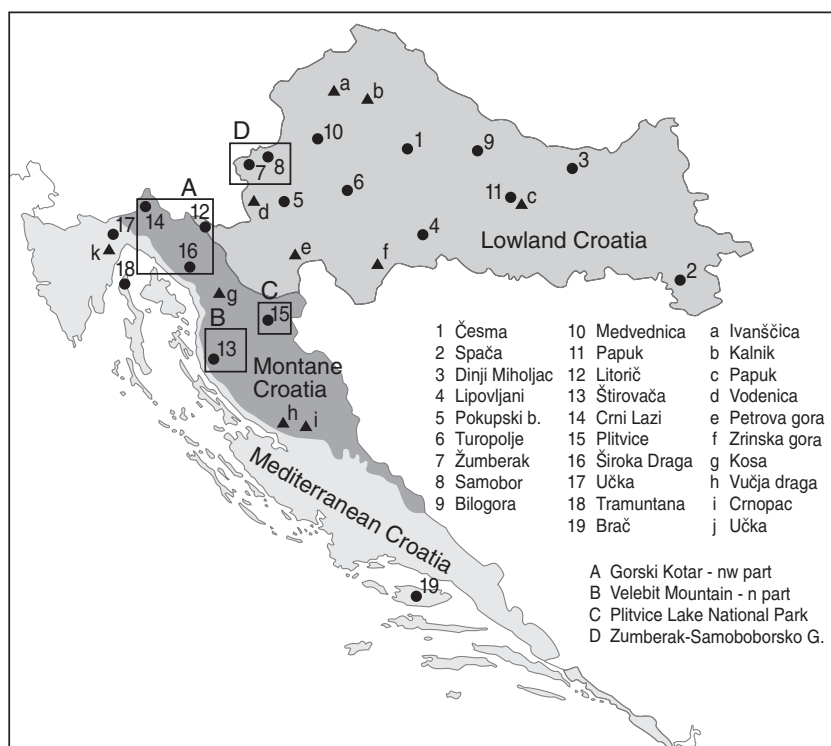 a
b
D
10
1
9
8
7
3
A
6
11
c
d
5
14
12
17
4
Lowland Croatia
k
16
e
f
18
2
C
g
15
B
13
Montane
Croatia
h
i
Mediterranean Croatia
19
1 Česma
2 Spača
3 Dinji Miholjac
4 Lipovljani
5 Pokupski b.
6 Turopolje
7 Žumberak
8 Samobor
9 Bilogora
10 Medvednica
11 Papuk
12 Litorič
13 Štirovača
14 Crni Lazi
15 Plitvice
16 Široka Draga
17 Učka
18 Tramuntana
19 Brač
a Ivanščica
b Kalnik
c Papuk
d Vodenica
e Petrova gora
f Zrinska gora
g Kosa
h Vučja draga
i Crnopac
j Učka
A Gorski Kotar - nw part
B Velebit Mountain - n part
C Plitvice Lake National Park
D Zumberak-Samoboborsko G.